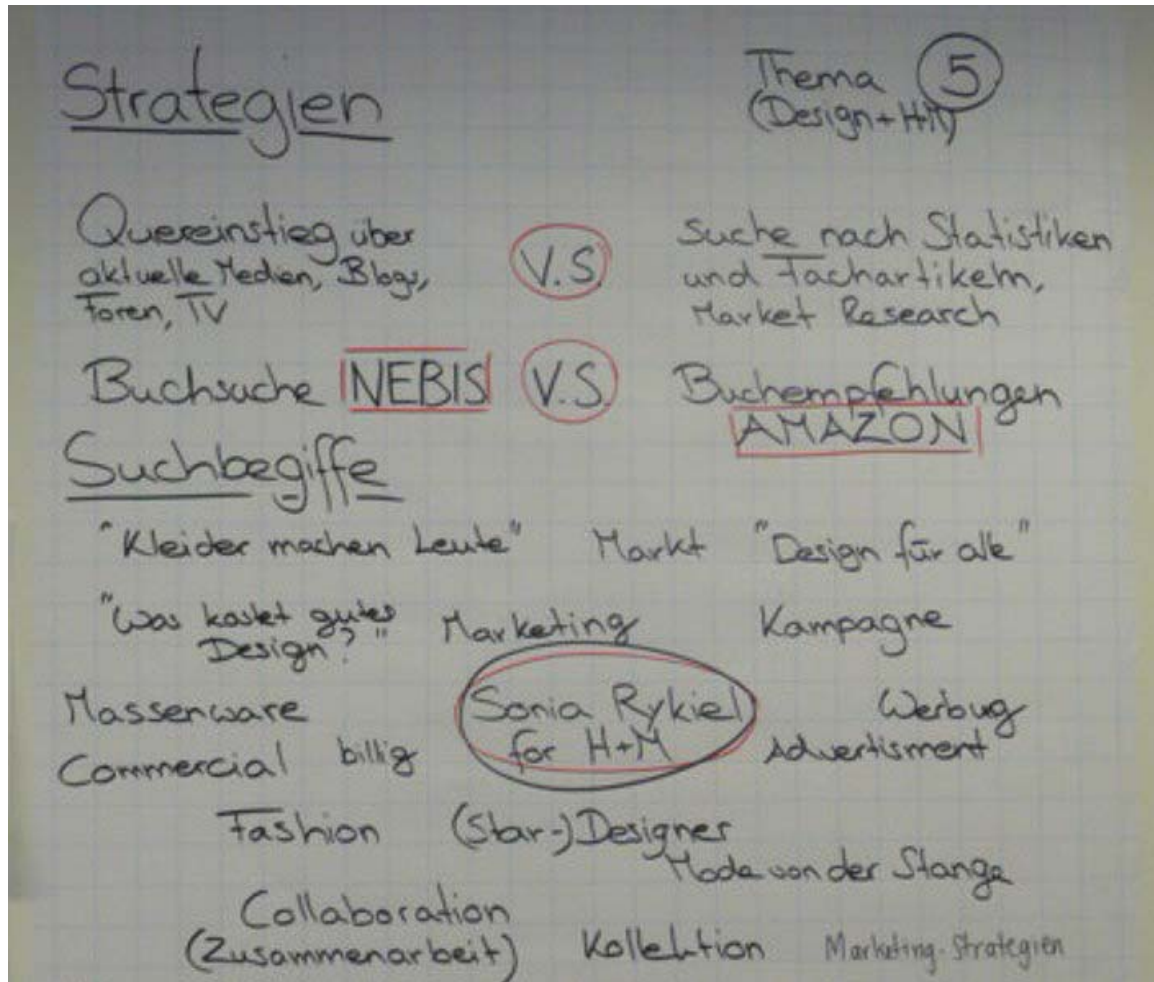 Strategien
Thema 5
(Design + H+M)
Quereinstieg über
aktuelle Medien, Blogs,
Foren, TV
V.S.
Suche nach Statistiken
und Fachartikeln,
Market Research
Buchsuche NEBIS V.S. Buchempfehlungen
AMAZON
Suchbegiffe
"Kleider machen Leute" Markt "Design für alle"
"Was kostet gutes
Design?"
Marketing Kampagne
Massenware
Sonia Rykiel
for H+M
Werbug
Commercial billig Advertisment
Fashion (Star-)Designer
Mode von der Stange
Collaboration
(Zusammenarbeit) Kollektion Marketing-Strategien